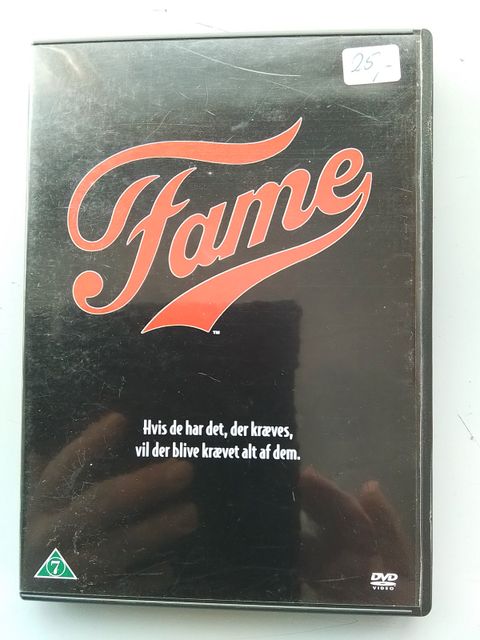 25,-
Fame
TM
Hvis de har det, der kræves,
vil der blive krævet alt af dem.
7
DVD
VIDEO